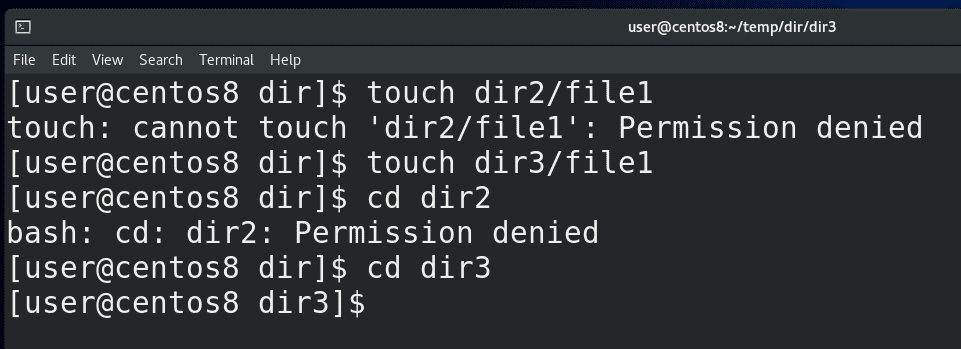 user@centos8:~/temp/dir/dir3
File Edit View Search Terminal Help
[user@centos8 dir]$ touch dir2/file1
touch: cannot touch 'dir2/file1': Permission denied
[user@centos8 dir]$ touch dir3/file1
[user@centos8 dir]$ cd dir2
bash: cd: dir2: Permission denied
[user@centos8 dir]$ cd dir3
[user@centos8 dir3]$